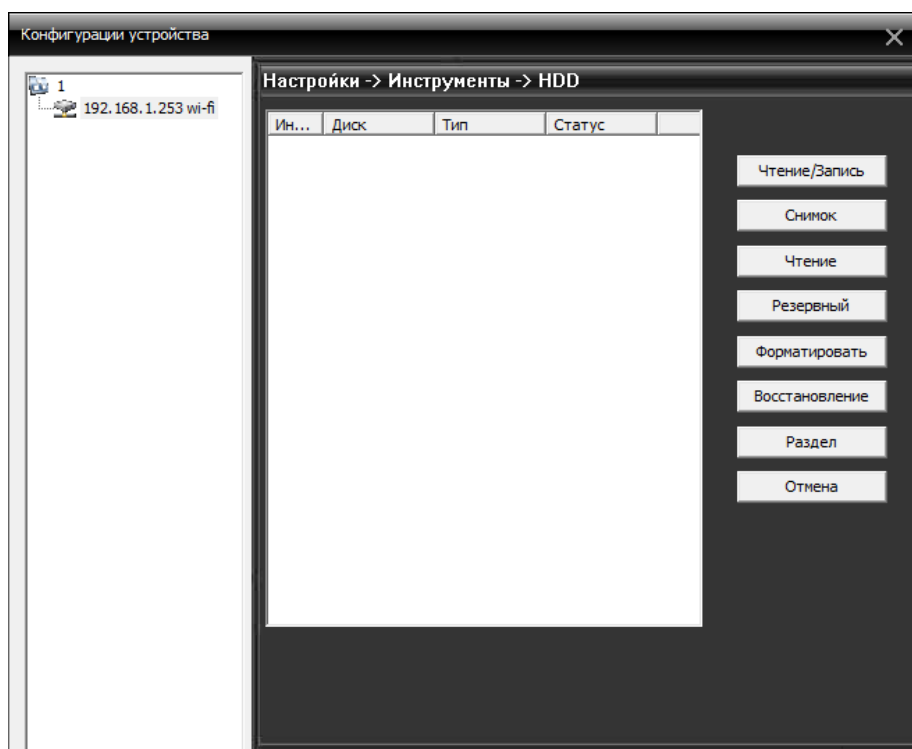 Конфигурации устройства
1
192.168.1.253 wi-fi
Настройки -> Инструменты -> HDD
Ин... Диск Тип Статус
Чтение/Запись
Снимок
Чтение
Резервный
Форматировать
Восстановление
Раздел
Отмена